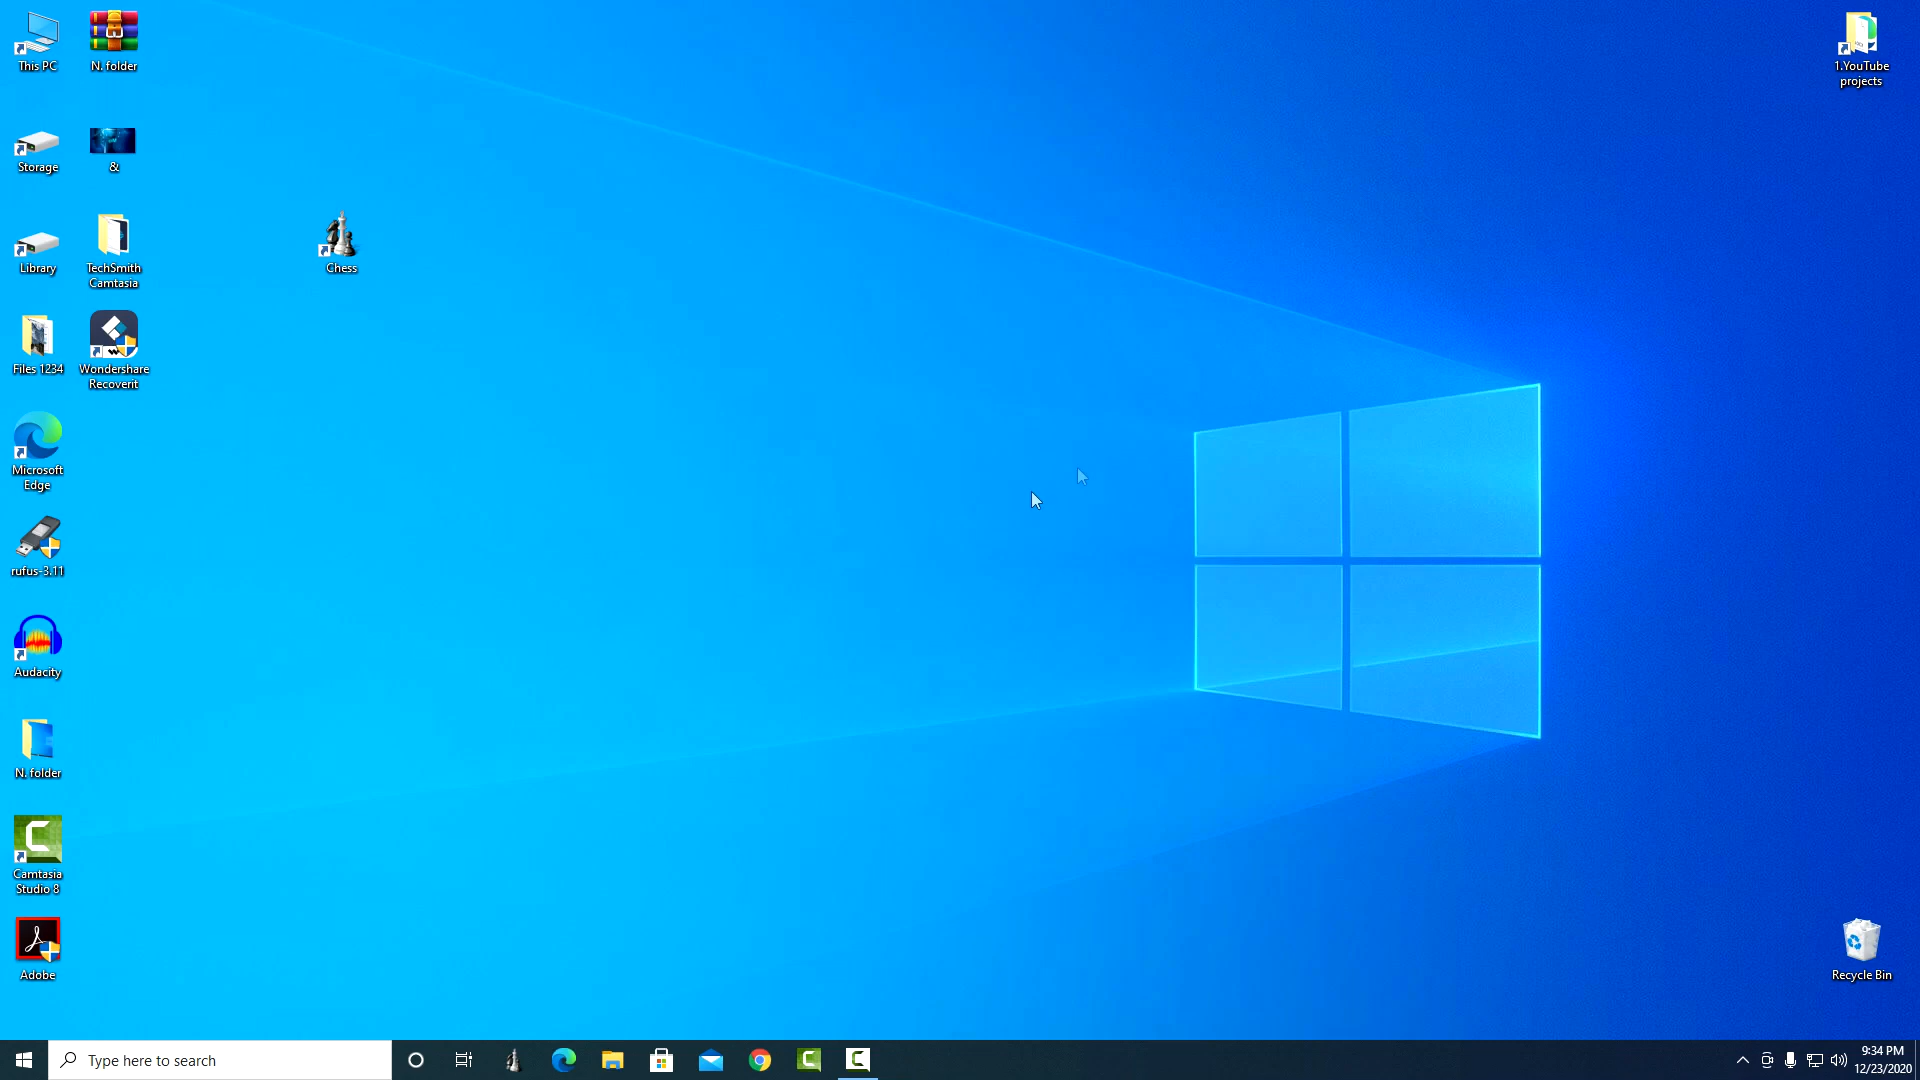 This PC
N. folder
1.YouTube
projects
Storage
&
Library
TechSmith
Camtasia
Chess
Files 1234
Wondershare
Recoverit
Microsoft
Edge
rufus-3.11
Audacity
N. folder
Camtasia
Studio 8
Adobe
Recycle Bin
Type here to search
9:34 PM
12/23/2020